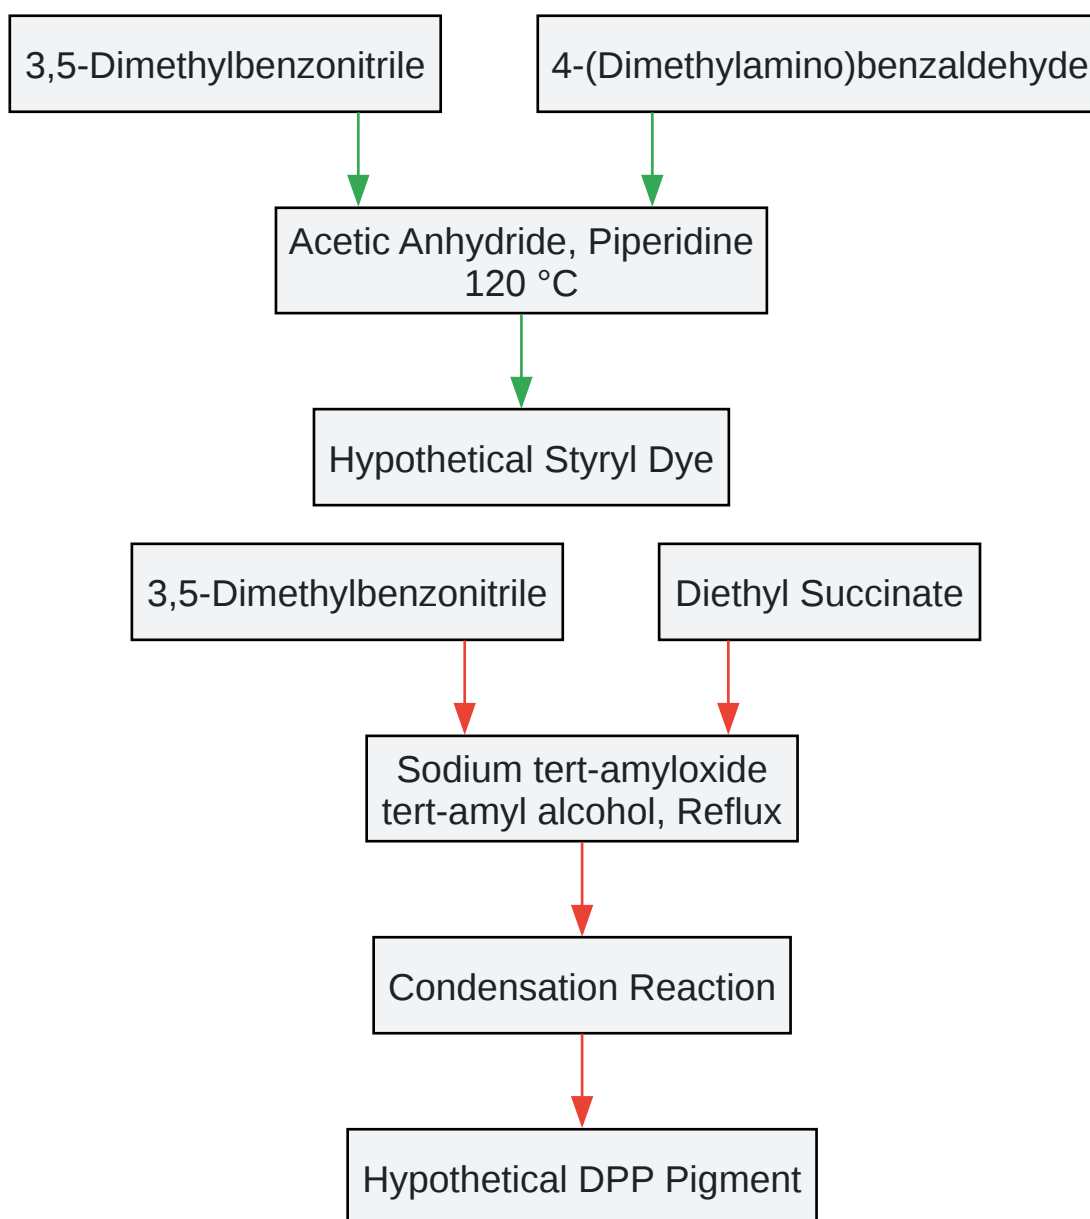 3,5-Dimethylbenzonitrile
4-(Dimethylamino)benzaldehyde
Acetic Anhydride, Piperidine
120 °C
Hypothetical Styryl Dye
3,5-Dimethylbenzonitrile
Diethyl Succinate
Sodium tert-amyloxide
tert-amyl alcohol, Reflux
Condensation Reaction
Hypothetical DPP Pigment